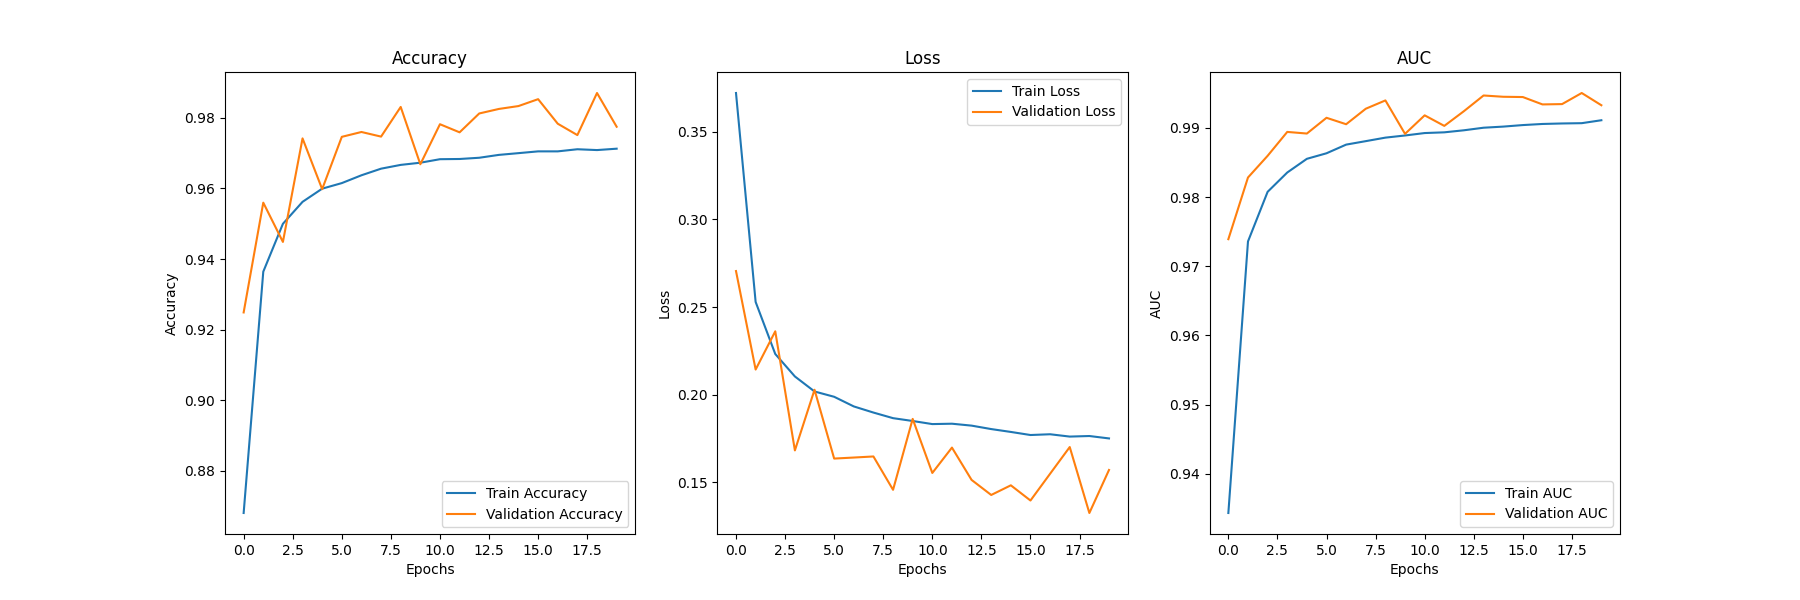 Accuracy
0.98
0.96
0.94
0.92
0.90
0.88
Accuracy
Train Accuracy
Validation Accuracy
0.0 2.5 5.0 7.5 10.0 12.5 15.0 17.5
Epochs
Loss
0.35
0.30
0.25
0.20
0.15
Loss
Train Loss
Validation Loss
0.0 2.5 5.0 7.5 10.0 12.5 15.0 17.5
Epochs
AUC
0.99
0.98
0.97
0.96
0.95
0.94
AUC
Train AUC
Validation AUC
0.0 2.5 5.0 7.5 10.0 12.5 15.0 17.5
Epochs